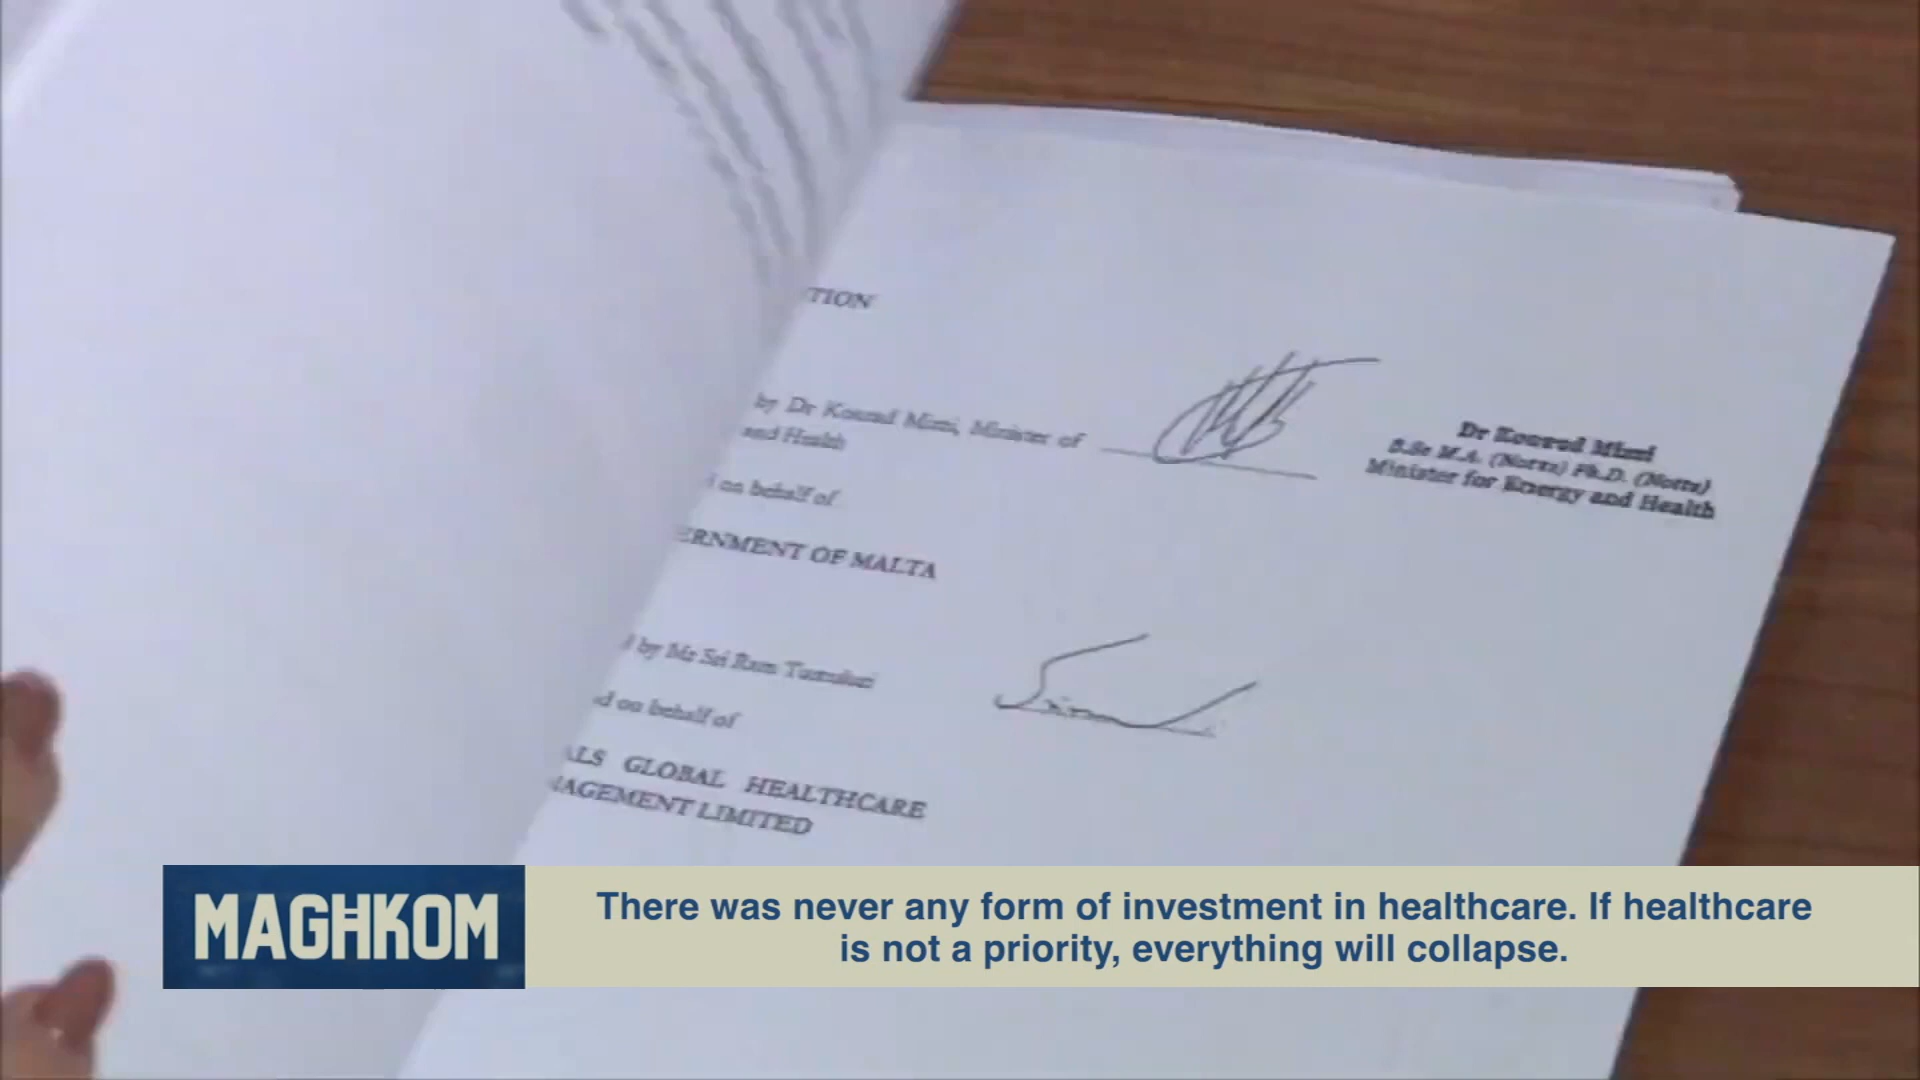 TION
by Dr Konrad Mizzi, Minister of
and Health
Dr Konrad Mizzi
B.Sc M.A. (Notts) Ph.D. (Notts)
Minister for Energy and Health
on behalf of
ERNMENT OF MALTA
by Mr Sri Ram Tumuluri
d on behalf of
ALS GLOBAL HEALTHCARE
NAGEMENT LIMITED
MAGĦKOM
There was never any form of investment in healthcare. If healthcare
is not a priority, everything will collapse.